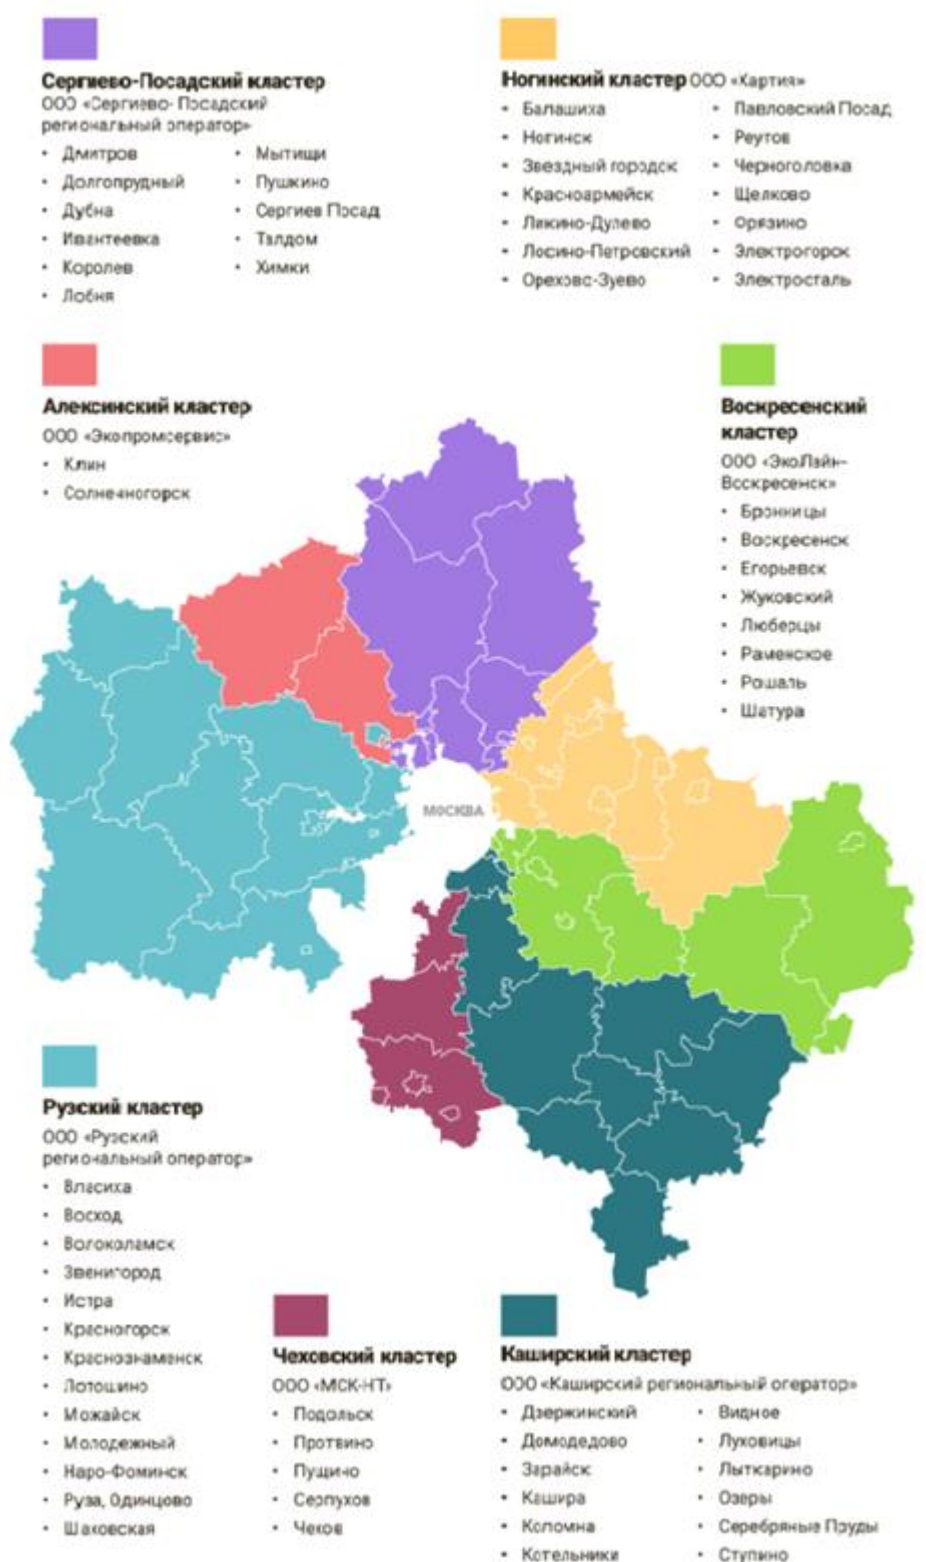 Сергиево-Посадский кластер
ООО «Сергиево- Посадский
региональный оператор»
• Дмитров
• Долгопрудный
• Дубна
• Ивантеевка
• Королев
• Лобня
• Мытищи
• Пушкино
• Сергиев Посад
• Талдом
• Химки
Ногинский кластер ООО «Хартия»
• Балашиха
• Ногинск
• Звездный городск
• Красноармейск
• Ликино-Дулево
• Лосино-Петровский
• Орехово-Зуево
• Павловский Посад
• Реутов
• Черноголовка
• Щелково
• Фрязино
• Электрогорск
• Электросталь
Алексинский кластер
ООО «Экопромсервис»
• Клин
• Солнечногорск
Воскресенский
кластер
ООО «ЭкоЛайн-
Воскресенск»
• Бронницы
• Воскресенск
• Егорьевск
• Жуковский
• Люберцы
• Раменское
• Рошаль
• Шатура
МОСКВА
Рузский кластер
ООО «Рузский
региональный оператор»
• Власиха
• Восход
• Волоколамск
• Звенигород
• Истра
• Красногорск
• Краснознаменск
• Лотошино
• Можайск
• Молодежный
• Наро-Фоминск
• Руза, Одинцово
• Шаховская
Чеховский кластер
ООО «МСК-НТ»
• Подольск
• Протвино
• Пущино
• Серпухов
• Чехов
Каширский кластер
ООО «Каширский региональный оператор»
• Дзержинский
• Домодедово
• Зарайск
• Кашира
• Коломна
• Котельники
• Видное
• Луховицы
• Лыткарино
• Озеры
• Серебряные Пруды
• Ступино